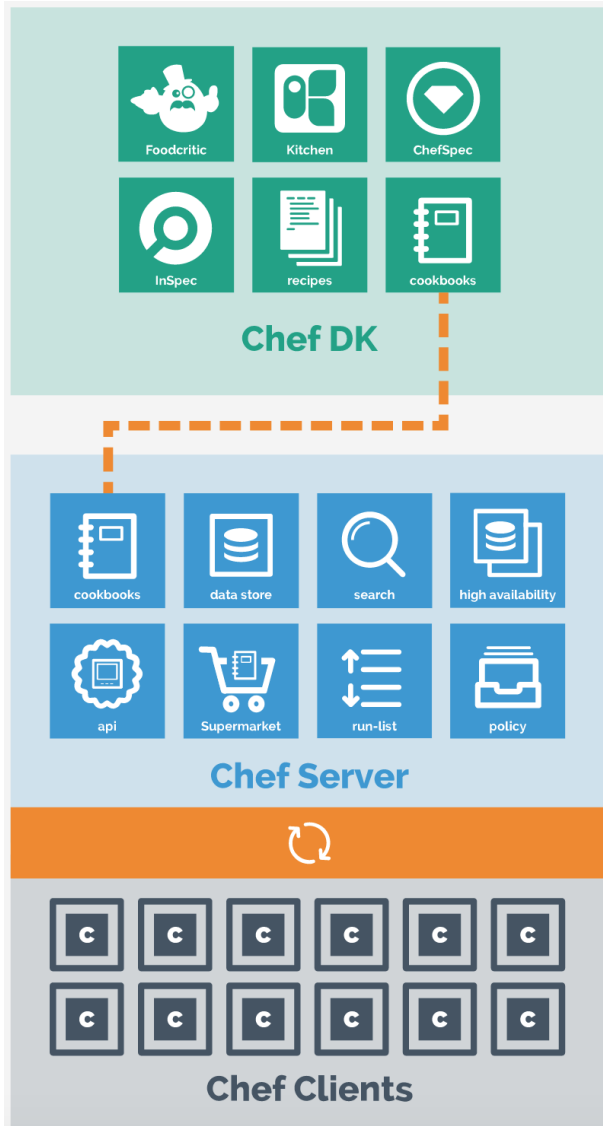 Foodcritic
Kitchen
ChefSpec
InSpec
recipes
cookbooks
Chef DK
cookbooks
data store
search
high availability
api
Supermarket
run-list
policy
Chef Server
C C C C C C
C C C C C C
Chef Clients